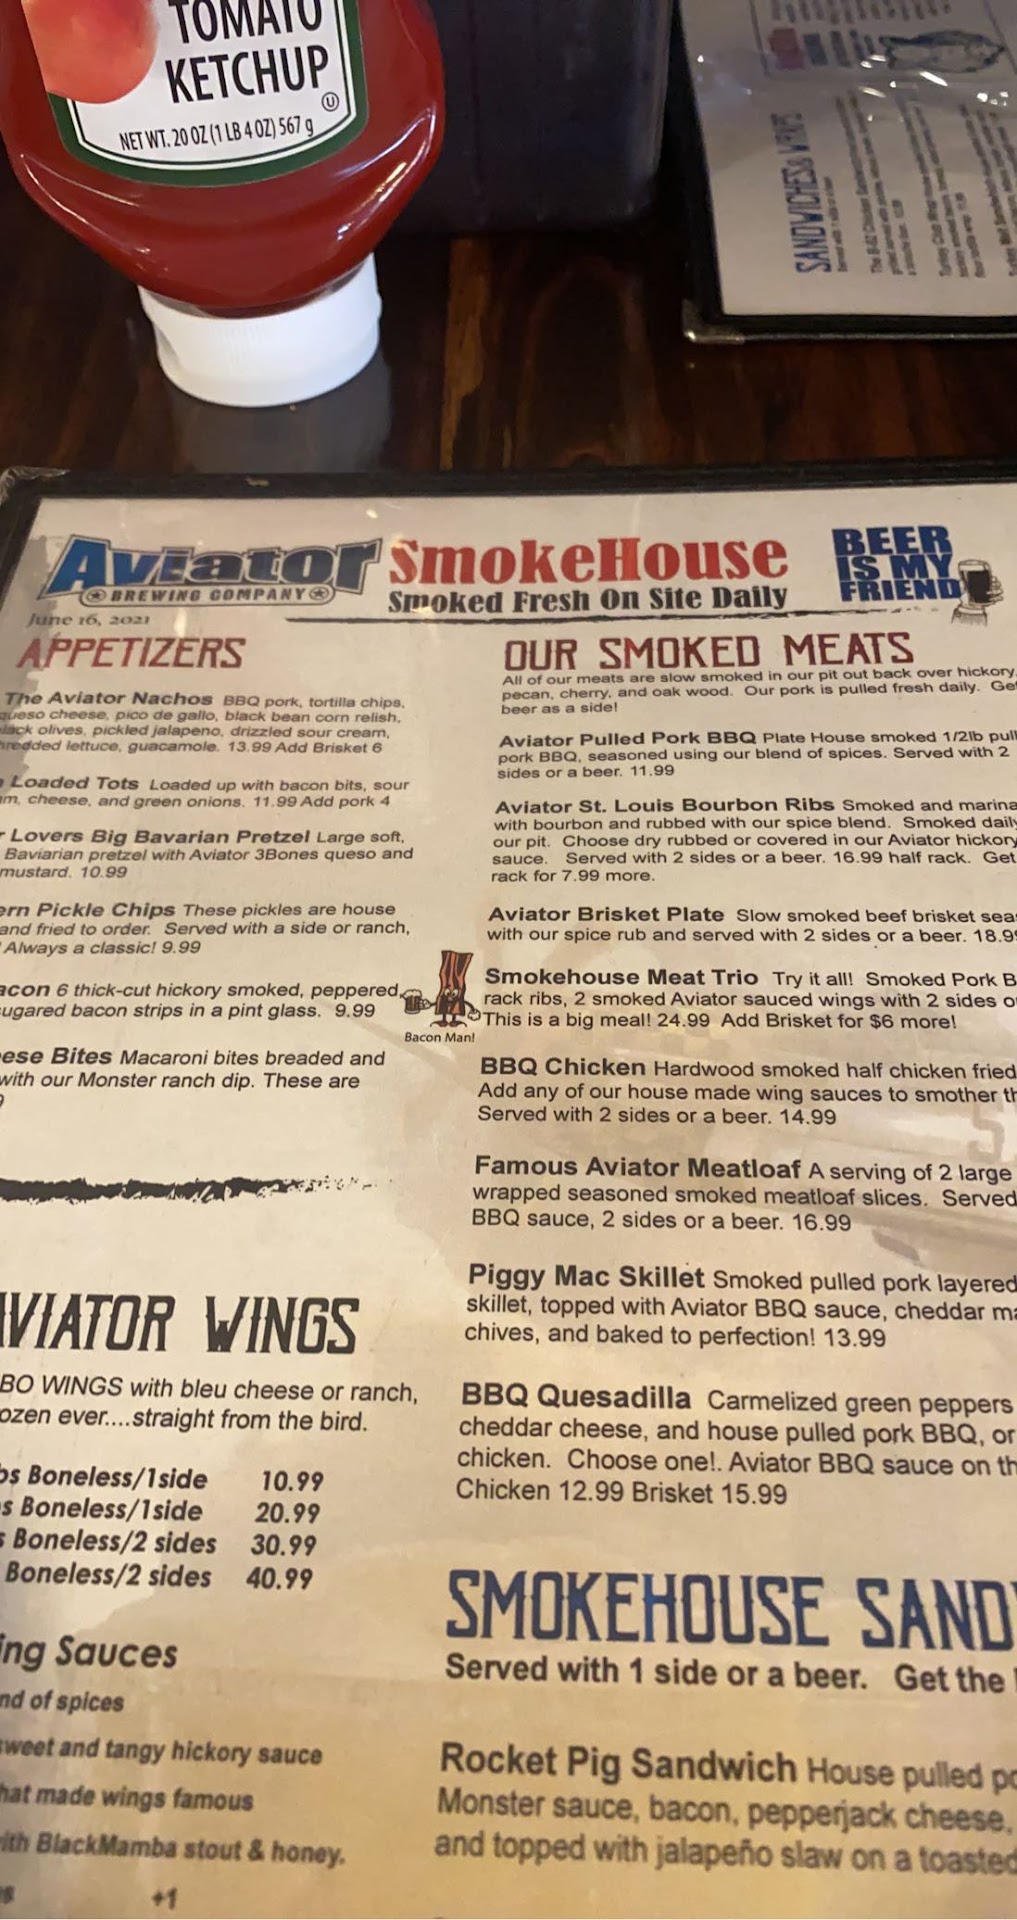 TOMATO
KETCHUP
NET WT. 20 OZ (1 LB 4 OZ) 567 g
SANDWICHES & WRAPS
Aviator
BREWING COMPANY
SmokeHouse
Smoked Fresh On Site Daily
BEER
IS MY
FRIEND
June 16, 2021
APPETIZERS
The Aviator Nachos BBQ pork, tortilla chips,
queso cheese, pico de gallo, black bean corn relish,
lack olives, pickled jalapeno, drizzled sour cream,
hredded lettuce, guacamole. 13.99 Add Brisket 6
Loaded Tots Loaded up with bacon bits, sour
am, cheese, and green onions. 11.99 Add pork 4
r Lovers Big Bavarian Pretzel Large soft,
Baviarian pretzel with Aviator 3Bones queso and
mustard. 10.99
ern Pickle Chips These pickles are house
and fried to order. Served with a side or ranch,
Always a classic! 9.99
acon 6 thick-cut hickory smoked, peppered,
ugared bacon strips in a pint glass. 9.99
Bacon Man!
ese Bites Macaroni bites breaded and
with our Monster ranch dip. These are
AVIATOR WINGS
BO WINGS with bleu cheese or ranch,
ozen ever....straight from the bird.
bs Boneless/1side 10.99
s Boneless/1side 20.99
s Boneless/2 sides 30.99
Boneless/2 sides 40.99
ing Sauces
nd of spices
sweet and tangy hickory sauce
hat made wings famous
ith BlackMamba stout & honey.
+1
OUR SMOKED MEATS
All of our meats are slow smoked in our pit out back over hickory,
pecan, cherry, and oak wood. Our pork is pulled fresh daily. Get
beer as a side!
Aviator Pulled Pork BBQ Plate House smoked 1/2lb pull
pork BBQ, seasoned using our blend of spices. Served with 2
sides or a beer. 11.99
Aviator St. Louis Bourbon Ribs Smoked and marina
with bourbon and rubbed with our spice blend. Smoked daily
our pit. Choose dry rubbed or covered in our Aviator hickory
sauce. Served with 2 sides or a beer. 16.99 half rack. Get
rack for 7.99 more.
Aviator Brisket Plate Slow smoked beef brisket sea
with our spice rub and served with 2 sides or a beer. 18.99
Smokehouse Meat Trio Try it all! Smoked Pork B
rack ribs, 2 smoked Aviator sauced wings with 2 sides o
This is a big meal! 24.99 Add Brisket for $6 more!
BBQ Chicken Hardwood smoked half chicken fried
Add any of our house made wing sauces to smother th
Served with 2 sides or a beer. 14.99
Famous Aviator Meatloaf A serving of 2 large
wrapped seasoned smoked meatloaf slices. Served
BBQ sauce, 2 sides or a beer. 16.99
Piggy Mac Skillet Smoked pulled pork layered
skillet, topped with Aviator BBQ sauce, cheddar ma
chives, and baked to perfection! 13.99
BBQ Quesadilla Carmelized green peppers
cheddar cheese, and house pulled pork BBQ, or
chicken. Choose one!. Aviator BBQ sauce on th
Chicken 12.99 Brisket 15.99
SMOKEHOUSE SAND
Served with 1 side or a beer. Get the
Rocket Pig Sandwich House pulled po
Monster sauce, bacon, pepperjack cheese,
and topped with jalapeño slaw on a toasted